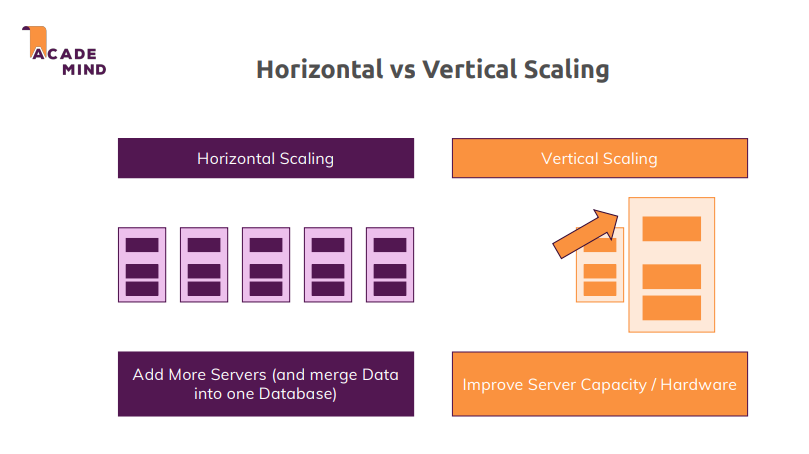 ACADE
MIND
Horizontal vs Vertical Scaling
Horizontal Scaling
Vertical Scaling
Add More Servers (and merge Data
into one Database)
Improve Server Capacity / Hardware